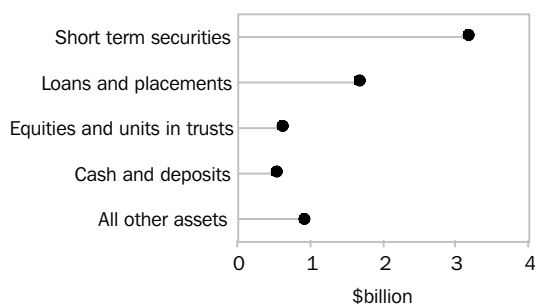 Short term securities
Loans and placements
Equities and units in trusts
Cash and deposits
All other assets
0 1 2 3 4
$billion